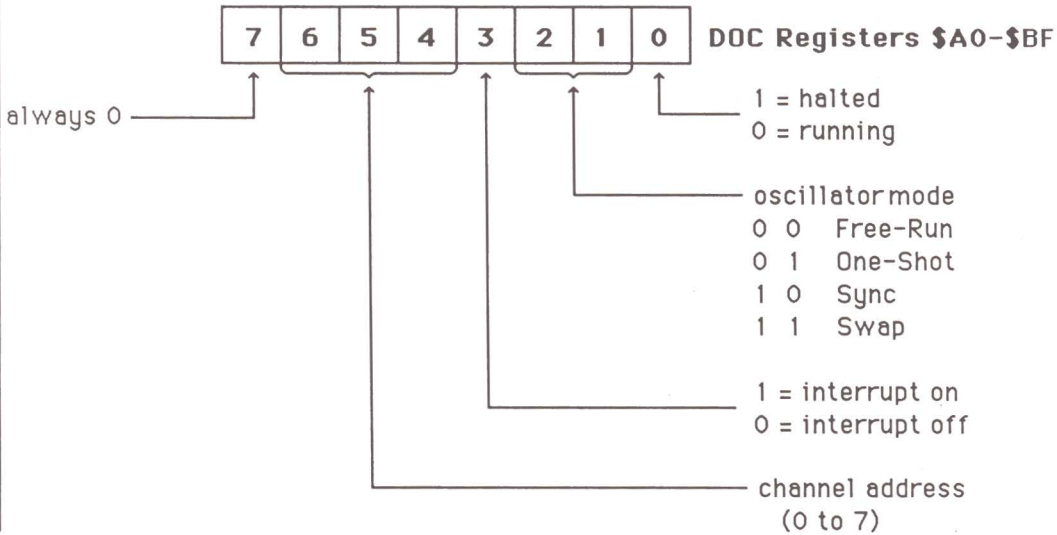 7 6 5 4 3 2 1 0 DOC Registers $A0-$BF
always 0
1 = halted
0 = running
oscillator mode
0 0 Free-Run
0 1 One-Shot
1 0 Sync
1 1 Swap
1 = interrupt on
0 = interrupt off
channel address
(0 to 7)